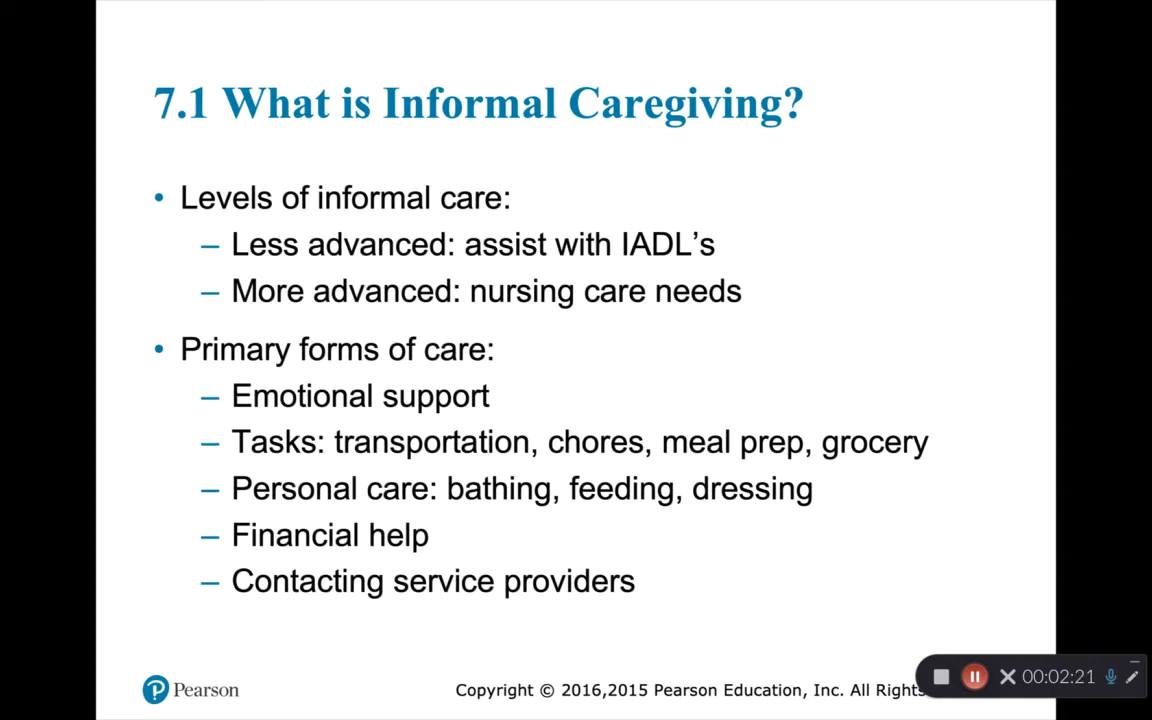 7.1 What is Informal Caregiving?
• Levels of informal care:
– Less advanced: assist with IADL's
– More advanced: nursing care needs
• Primary forms of care:
– Emotional support
– Tasks: transportation, chores, meal prep, grocery
– Personal care: bathing, feeding, dressing
– Financial help
– Contacting service providers
P Pearson
Copyright © 2016,2015 Pearson Education, Inc. All Rights
00:02:21